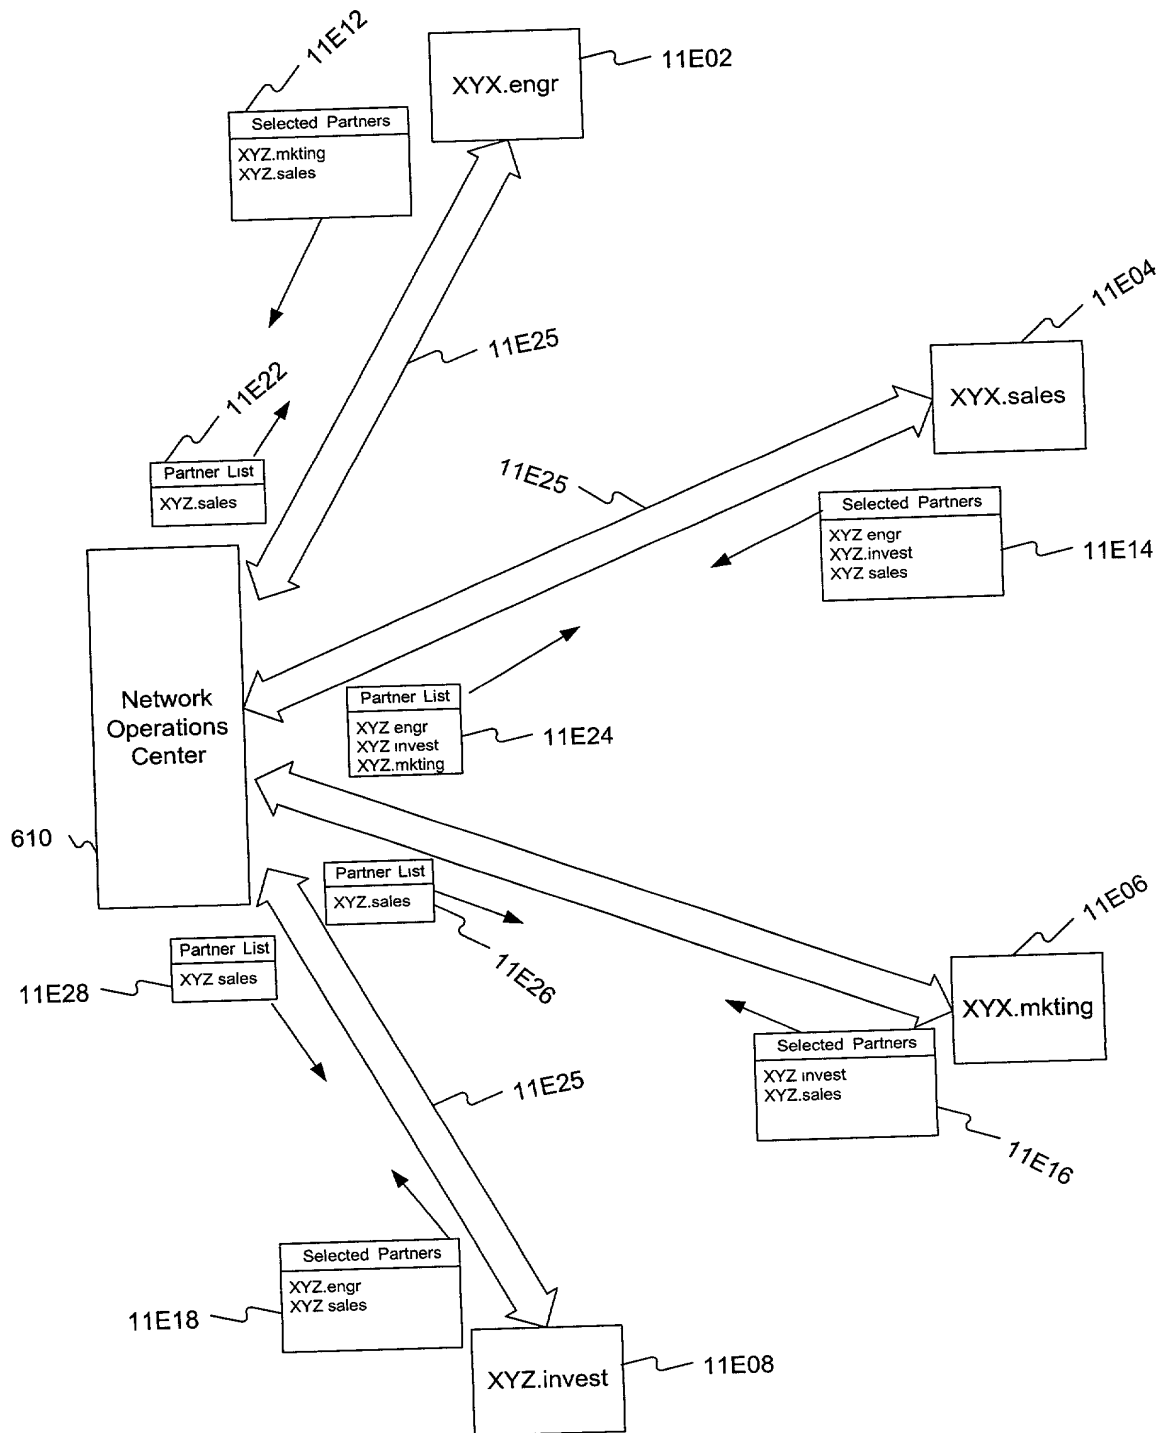 11E12
XYX.engr
11E02
Selected Partners
XYZ.mkting
XYZ.sales
11E25
11E22
Partner List
XYZ.sales
11E04
XYX.sales
11E25
Selected Partners
XYZ engr
XYZ.invest
XYZ sales
11E14
Network
Operations
Center
610
Partner List
XYZ engr
XYZ invest
XYZ.mkting
11E24
Partner List
XYZ.sales
11E26
Partner List
XYZ sales
11E28
11E06
XYX.mkting
Selected Partners
XYZ invest
XYZ.sales
11E16
11E25
Selected Partners
XYZ.engr
XYZ sales
11E18
XYZ.invest
11E08